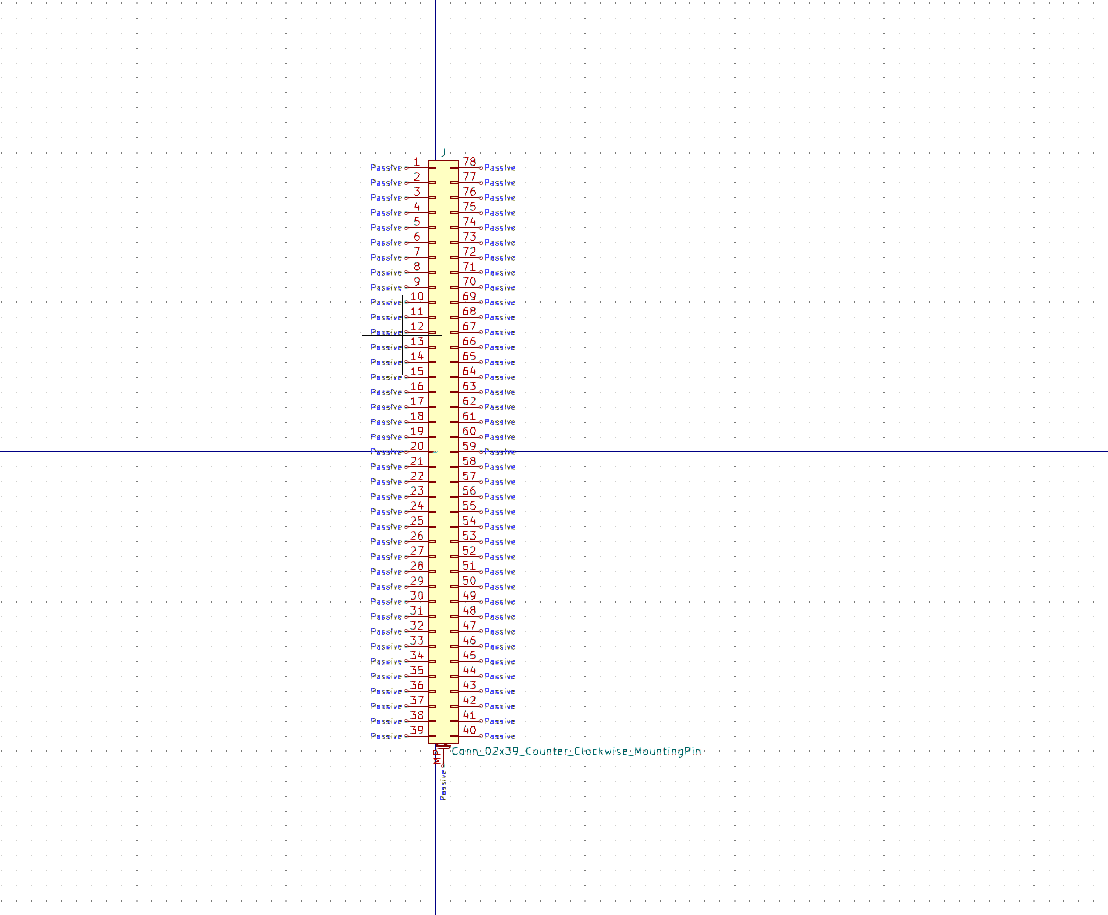 J
Passive 1 78 Passive
Passive 2 77 Passive
Passive 3 76 Passive
Passive 4 75 Passive
Passive 5 74 Passive
Passive 6 73 Passive
Passive 7 72 Passive
Passive 8 71 Passive
Passive 9 70 Passive
Passive 10 69 Passive
Passive 11 68 Passive
Passive 12 67 Passive
Passive 13 66 Passive
Passive 14 65 Passive
Passive 15 64 Passive
Passive 16 63 Passive
Passive 17 62 Passive
Passive 18 61 Passive
Passive 19 60 Passive
Passive 20 59 Passive
Passive 21 58 Passive
Passive 22 57 Passive
Passive 23 56 Passive
Passive 24 55 Passive
Passive 25 54 Passive
Passive 26 53 Passive
Passive 27 52 Passive
Passive 28 51 Passive
Passive 29 50 Passive
Passive 30 49 Passive
Passive 31 48 Passive
Passive 32 47 Passive
Passive 33 46 Passive
Passive 34 45 Passive
Passive 35 44 Passive
Passive 36 43 Passive
Passive 37 42 Passive
Passive 38 41 Passive
Passive 39 40 Passive
MP Conn_02x39_Counter_Clockwise_MountingPin
Passive